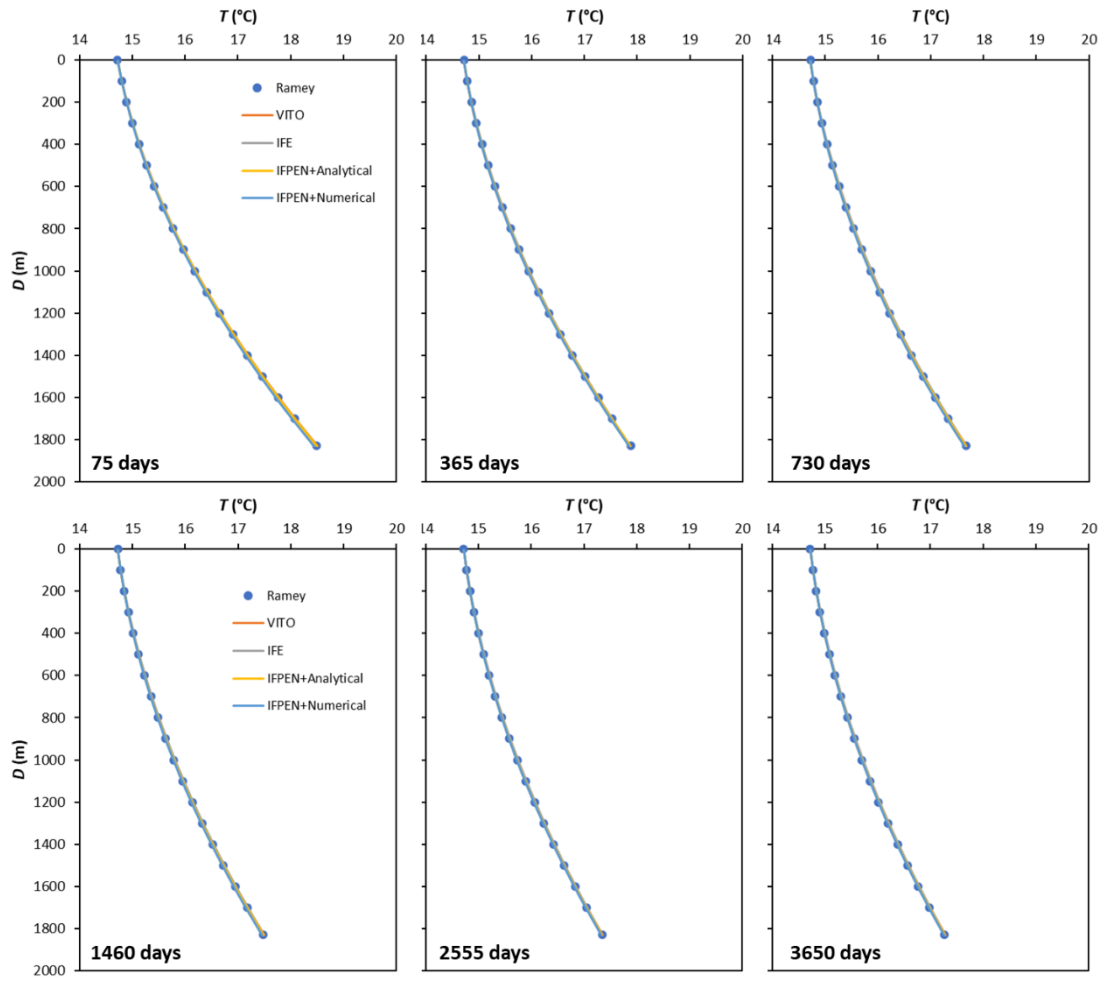 T (°C) T (°C) T (°C)
14 15 16 17 18 19 20 14 15 16 17 18 19 20 14 15 16 17 18 19 20
0
200
400
600
800
1000
1200
1400
1600
1800
2000
D (m)
Ramey
VITO
IFE
IFPEN+Analytical
IFPEN+Numerical
75 days 365 days 730 days
T (°C) T (°C) T (°C)
14 15 16 17 18 19 20 14 15 16 17 18 19 20 14 15 16 17 18 19 20
0
200
400
600
800
1000
1200
1400
1600
1800
2000
D (m)
Ramey
VITO
IFE
IFPEN+Analytical
IFPEN+Numerical
1460 days 2555 days 3650 days